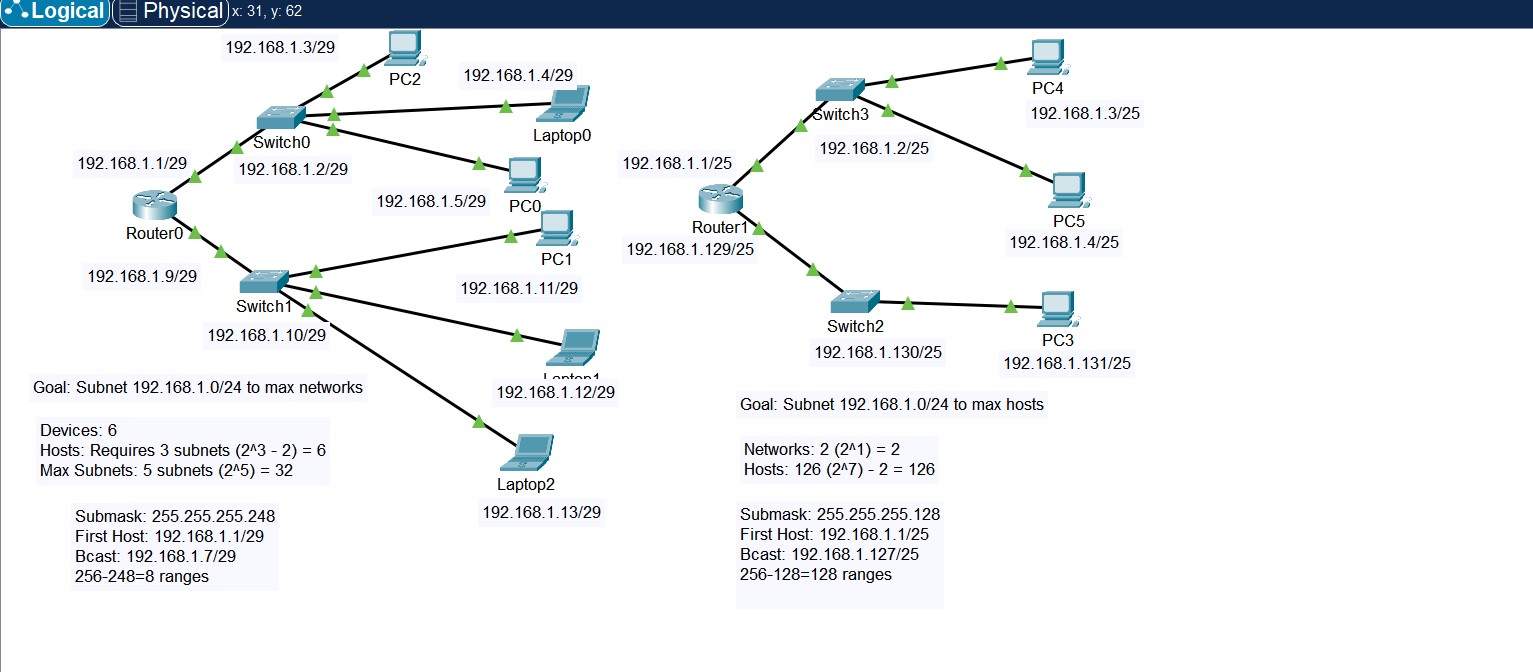 Logical
Physical
x: 31, y: 62
192.168.1.3/29
PC2
192.168.1.4/29
Laptop0
Switch0
192.168.1.1/29
192.168.1.2/29
192.168.1.5/29
PC0
Router0
PC1
192.168.1.9/29
192.168.1.11/29
Switch1
192.168.1.10/29
Laptop1
192.168.1.12/29
Laptop2
192.168.1.13/29
Goal: Subnet 192.168.1.0/24 to max networks
Devices: 6
Hosts: Requires 3 subnets (2^3 - 2) = 6
Max Subnets: 5 subnets (2^5) = 32
Submask: 255.255.255.248
First Host: 192.168.1.1/29
Bcast: 192.168.1.7/29
256-248=8 ranges
PC4
192.168.1.3/25
Switch3
192.168.1.2/25
192.168.1.1/25
PC5
192.168.1.4/25
Router1
192.168.1.129/25
Switch2
192.168.1.130/25
PC3
192.168.1.131/25
Goal: Subnet 192.168.1.0/24 to max hosts
Networks: 2 (2^1) = 2
Hosts: 126 (2^7) - 2 = 126
Submask: 255.255.255.128
First Host: 192.168.1.1/25
Bcast: 192.168.1.127/25
256-128=128 ranges